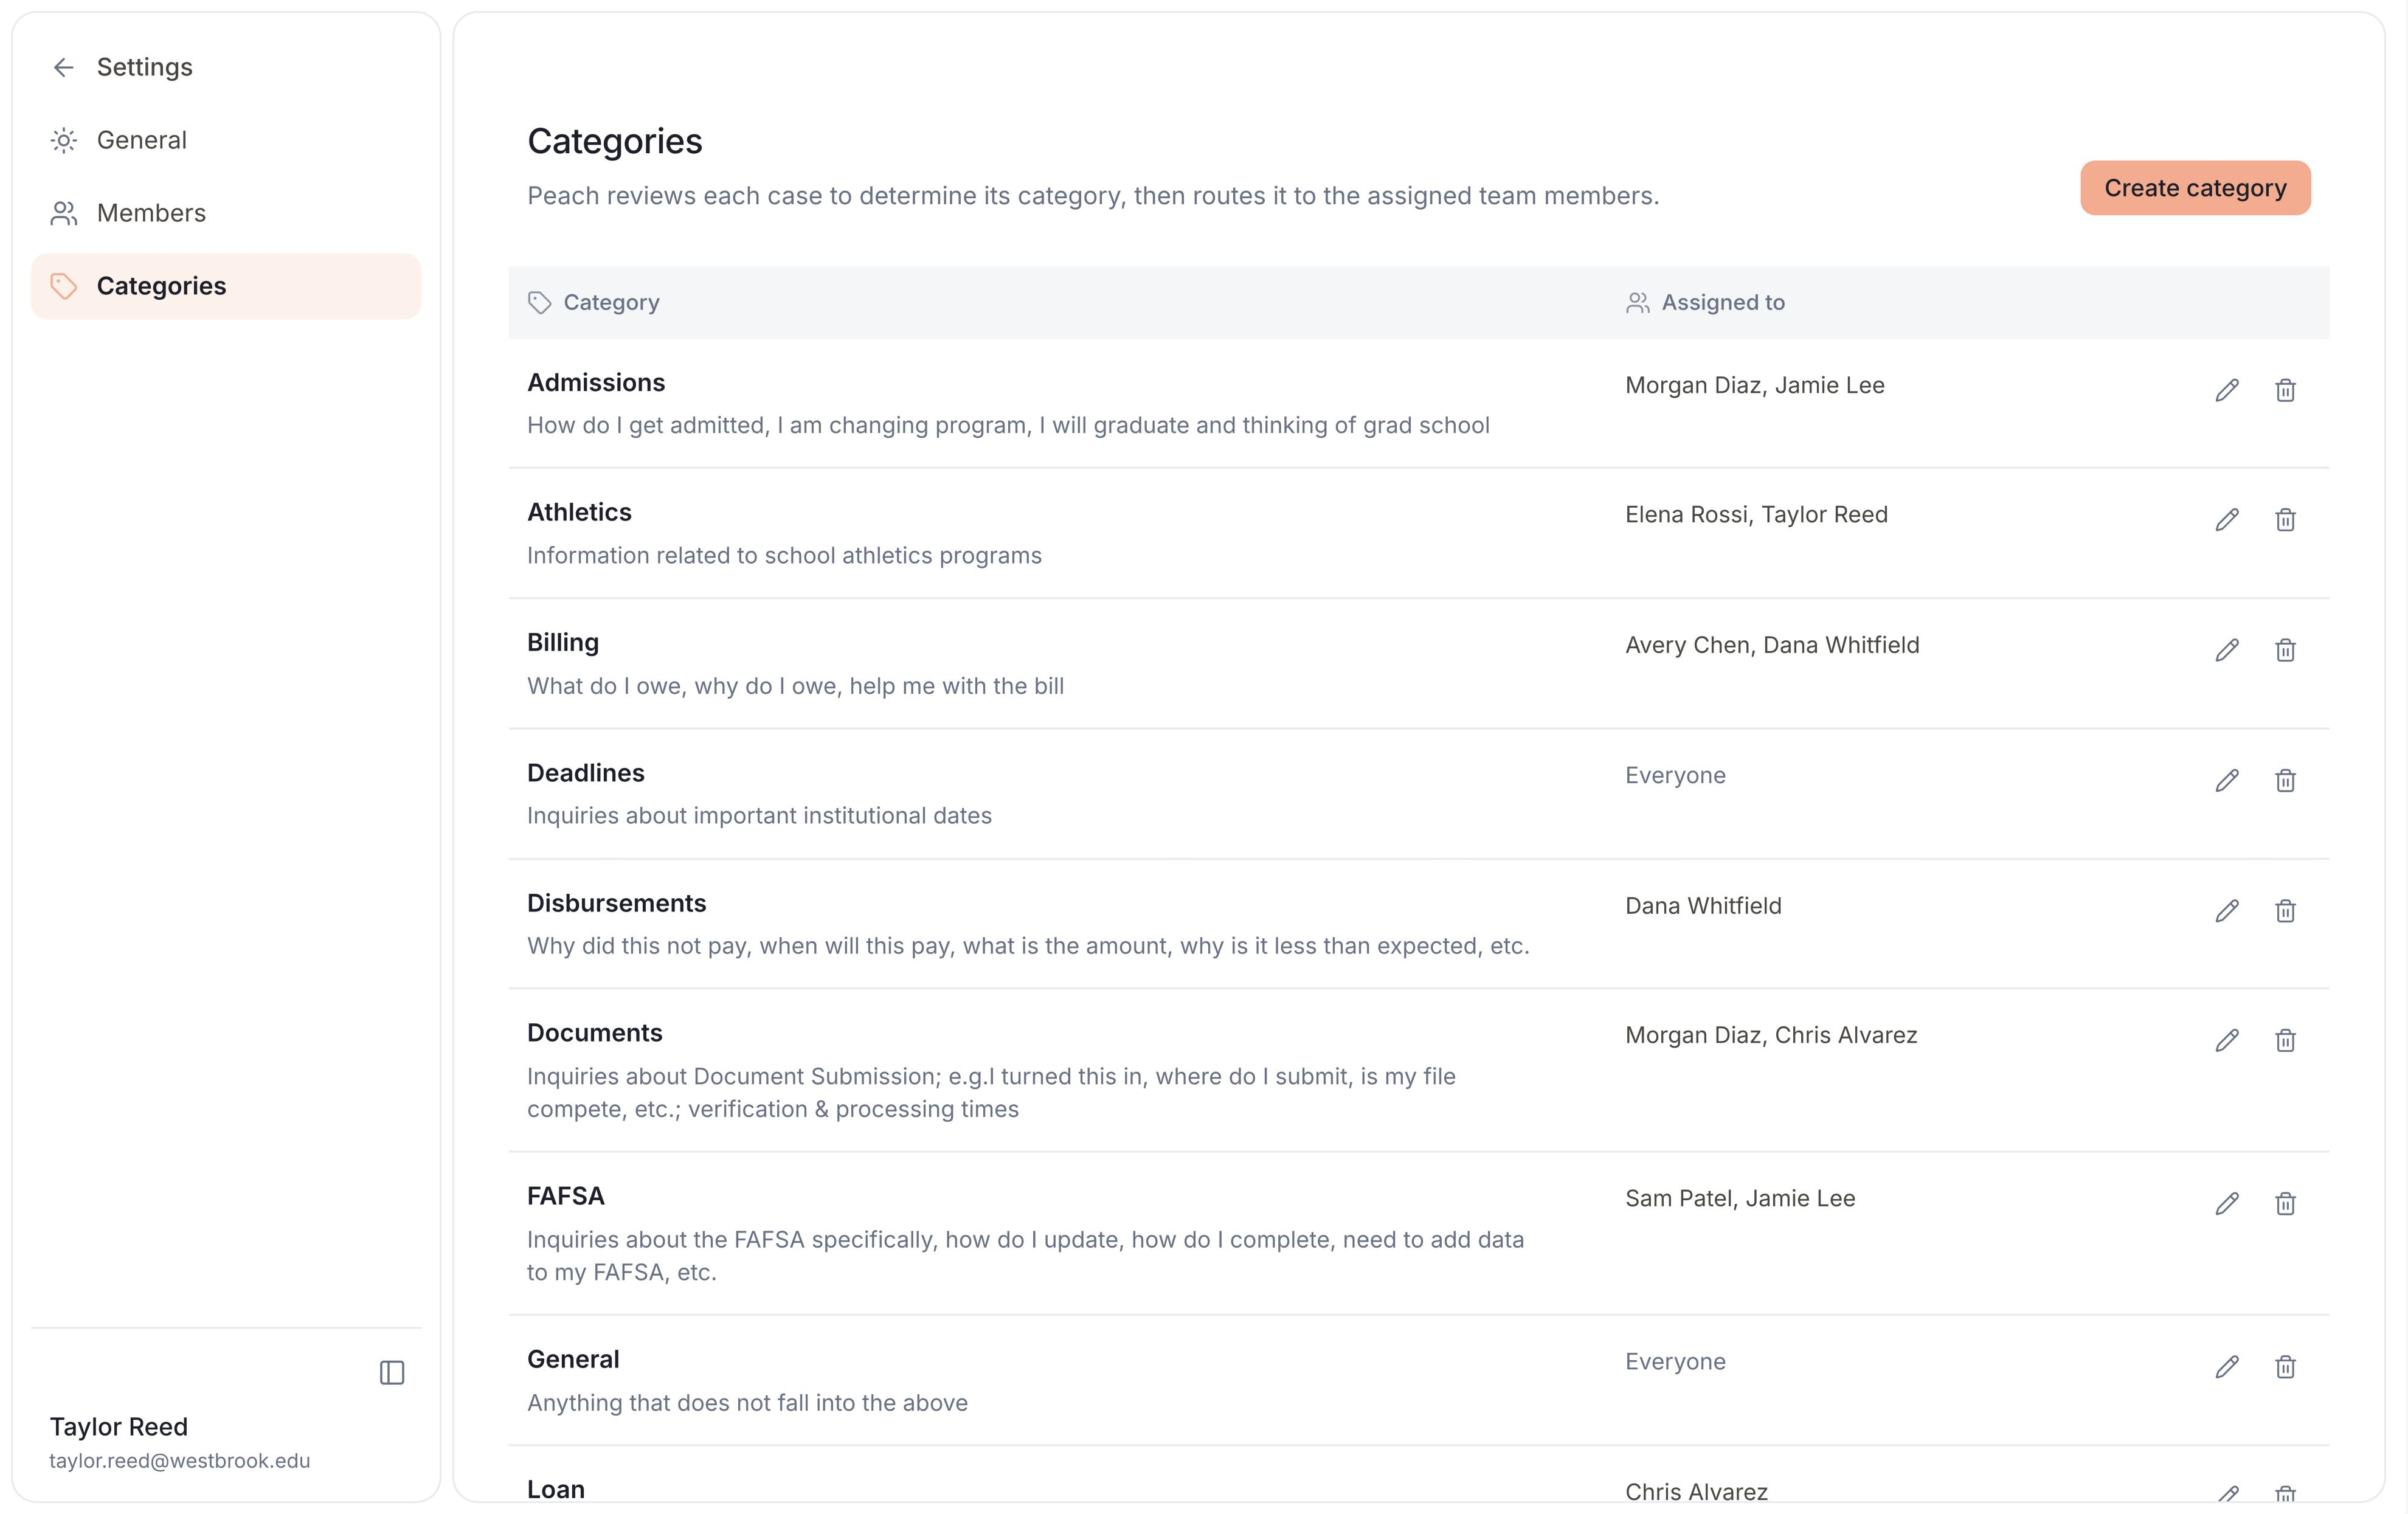 Settings
General
Members
Categories
Taylor Reed
taylor.reed@westbrook.edu
Categories
Peach reviews each case to determine its category, then routes it to the assigned team members.
Create category
Category
Assigned to
Admissions
How do I get admitted, I am changing program, I will graduate and thinking of grad school
Morgan Diaz, Jamie Lee
Athletics
Information related to school athletics programs
Elena Rossi, Taylor Reed
Billing
What do I owe, why do I owe, help me with the bill
Avery Chen, Dana Whitfield
Deadlines
Inquiries about important institutional dates
Everyone
Disbursements
Why did this not pay, when will this pay, what is the amount, why is it less than expected, etc.
Dana Whitfield
Documents
Inquiries about Document Submission; e.g.I turned this in, where do I submit, is my file
compete, etc.; verification & processing times
Morgan Diaz, Chris Alvarez
FAFSA
Inquiries about the FAFSA specifically, how do I update, how do I complete, need to add data
to my FAFSA, etc.
Sam Patel, Jamie Lee
General
Anything that does not fall into the above
Everyone
Loan
Chris Alvarez